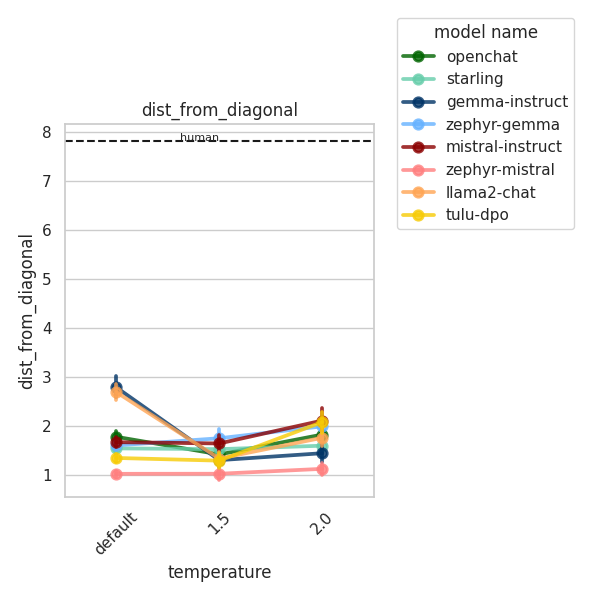 model name
openchat
starling
gemma-instruct
zephyr-gemma
mistral-instruct
zephyr-mistral
llama2-chat
tulu-dpo
dist_from_diagonal
human
8
7
6
5
4
3
2
1
dist_from_diagonal
default
1.5
2.0
temperature